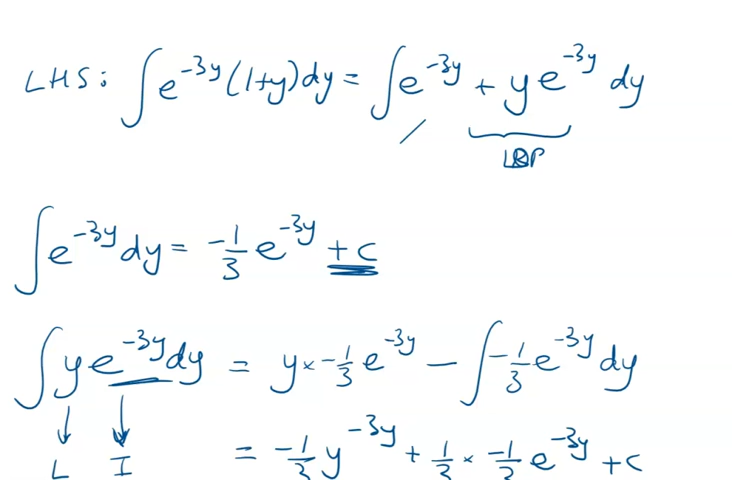 LHS: ∫e^{-3y}(1+y)dy = ∫e^{-3y} + ye^{-3y} dy
∫e^{-3y}dy = -1/3 e^{-3y} + c
∫ye^{-3y}dy = y × -1/3 e^{-3y} - ∫-1/3 e^{-3y}dy
L I = -1/3 y^{-3y} + 1/3 × -1/3 e^{-3y} + c